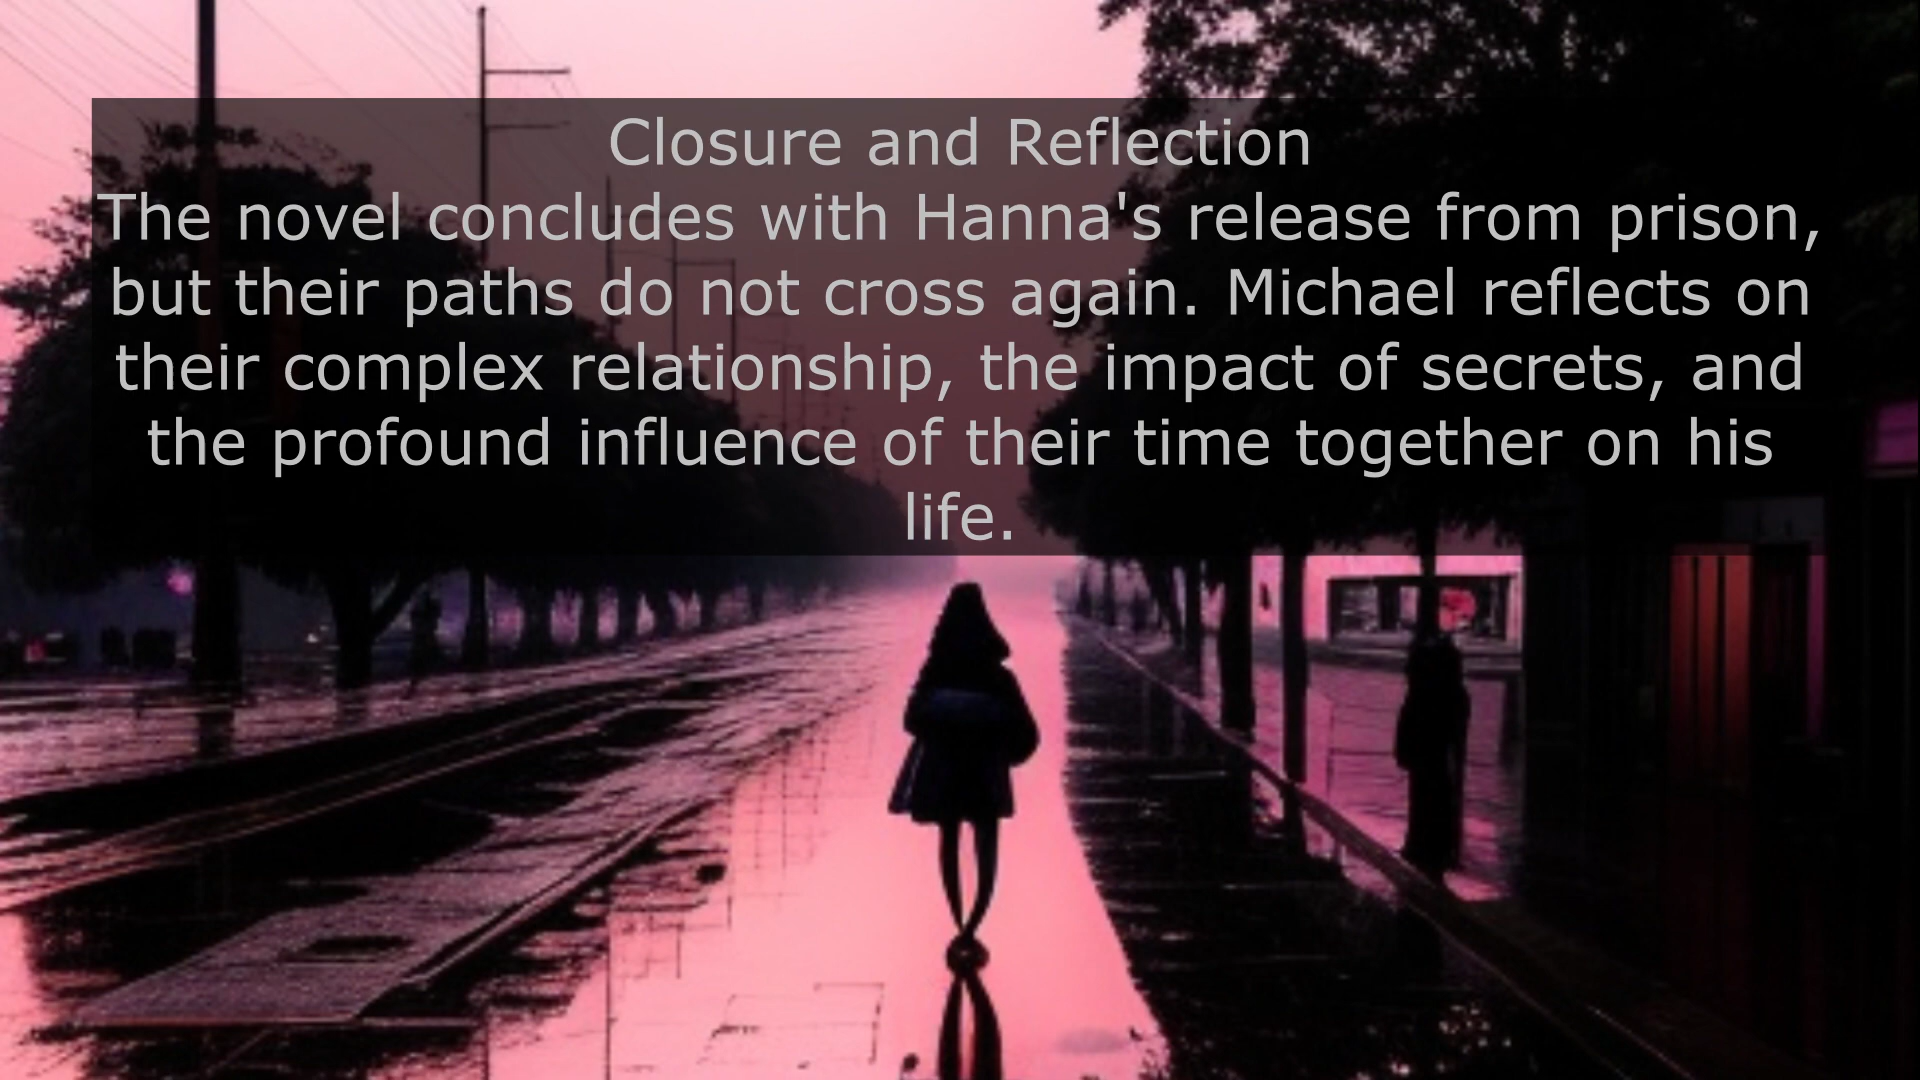 Closure and Reflection
The novel concludes with Hanna's release from prison,
but their paths do not cross again. Michael reflects on
their complex relationship, the impact of secrets, and
the profound influence of their time together on his
life.